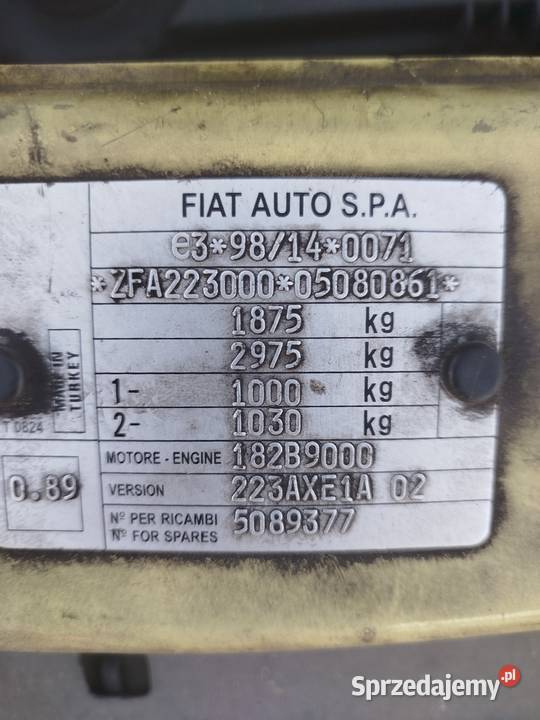 FIAT AUTO S.P.A.
e3*98/14*0071
*ZFA223000*05080861*
1875 kg
2975 kg
1- 1000 kg
2- 1030 kg
MADE IN
TURKEY
T 0824
MOTORE - ENGINE 182B9000
0.89
VERSION 223AXE1A 02
Nº PER RICAMBI 5089377
Nº FOR SPARES
Sprzedajemy.pl